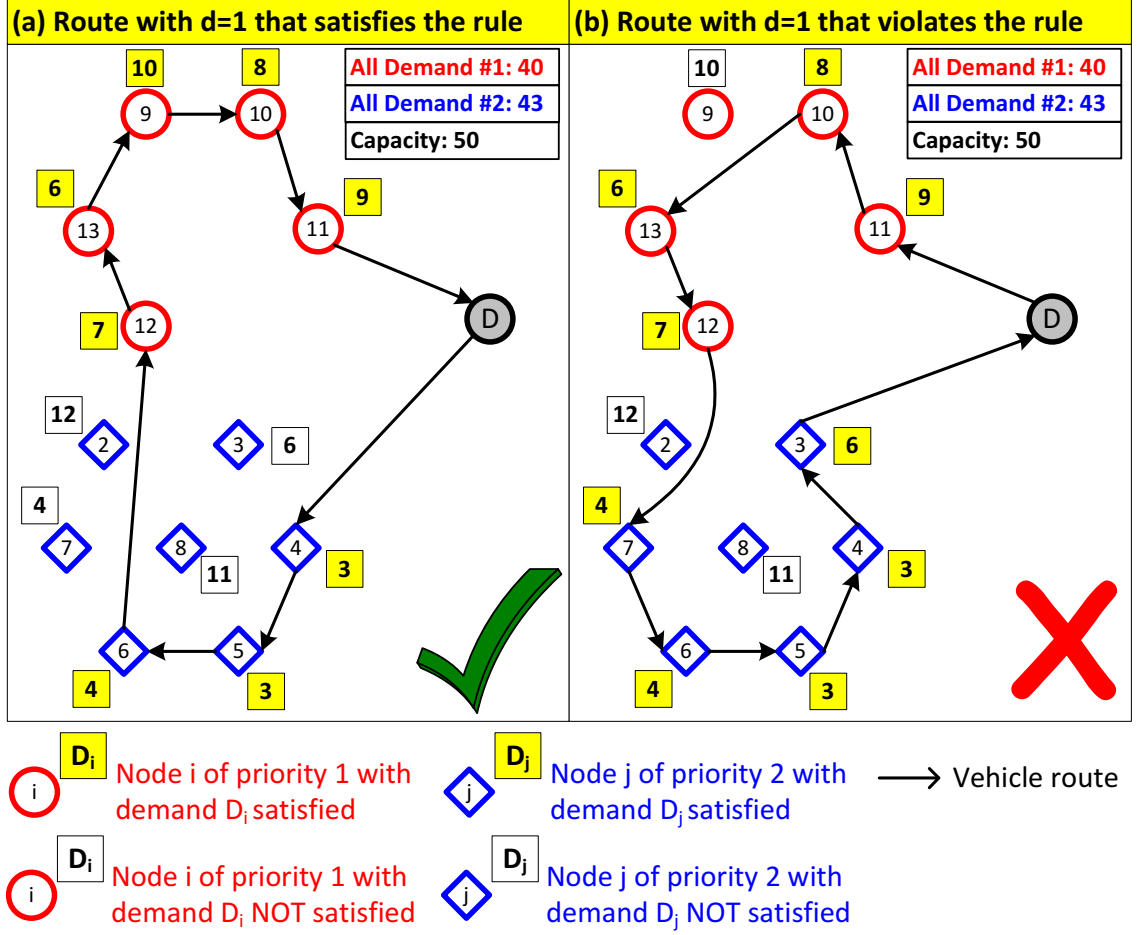 (a) Route with d=1 that satisfies the rule
10
8
All Demand #1: 40
All Demand #2: 43
Capacity: 50
9
10
6
9
13
11
D
7
12
12
2
3
6
4
7
8
4
11
3
6
5
4
3
(b) Route with d=1 that violates the rule
10
8
All Demand #1: 40
All Demand #2: 43
Capacity: 50
9
10
6
9
13
11
D
7
12
12
2
3
6
4
7
8
4
11
3
6
5
4
3
i
Di
Node i of priority 1 with
demand Di satisfied
j
Dj
Node j of priority 2 with
demand Dj satisfied
Vehicle route
i
Di
Node i of priority 1 with
demand Di NOT satisfied
j
Dj
Node j of priority 2 with
demand Dj NOT satisfied